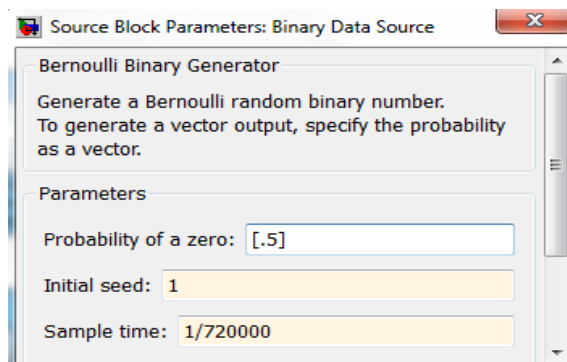 Source Block Parameters: Binary Data Source
Bernoulli Binary Generator
Generate a Bernoulli random binary number.
To generate a vector output, specify the probability
as a vector.
Parameters
Probability of a zero: [.5]
Initial seed: 1
Sample time: 1/720000